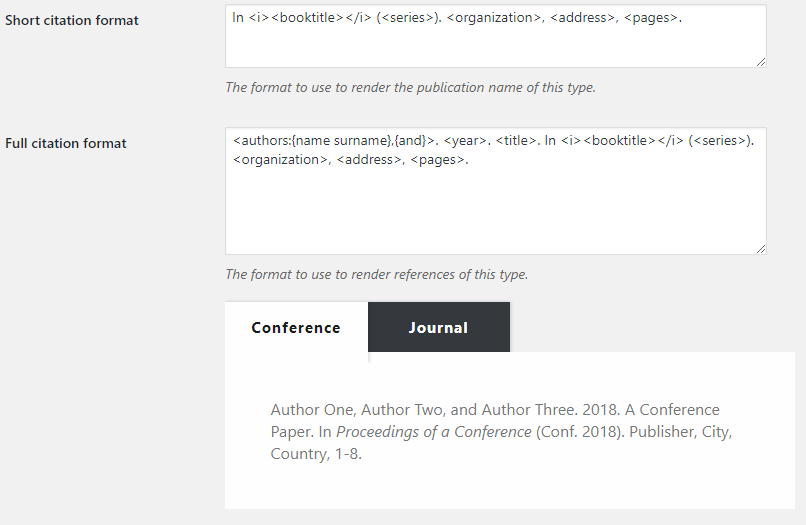 Short citation format
In <i><booktitle></i> (<series>). <organization>, <address>, <pages>.
The format to use to render the publication name of this type.
Full citation format
<authors:{name surname},{and}>. <year>. <title>. In <i><booktitle></i> (<series>).
<organization>, <address>, <pages>.
The format to use to render references of this type.
Conference
Journal
Author One, Author Two, and Author Three. 2018. A Conference
Paper. In Proceedings of a Conference (Conf. 2018). Publisher, City,
Country, 1-8.